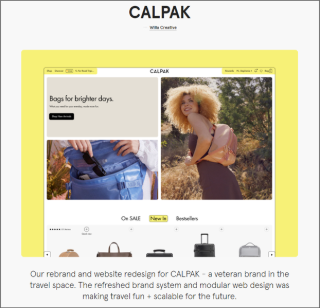 CALPAK
Willa Creative
CALPAK
Bags for brighter days.
On SALE New In Bestsellers
Our rebrand and website redesign for CALPAK - a veteran brand in the
travel space. The refreshed brand system and modular web design was
making travel fun + scalable for the future.